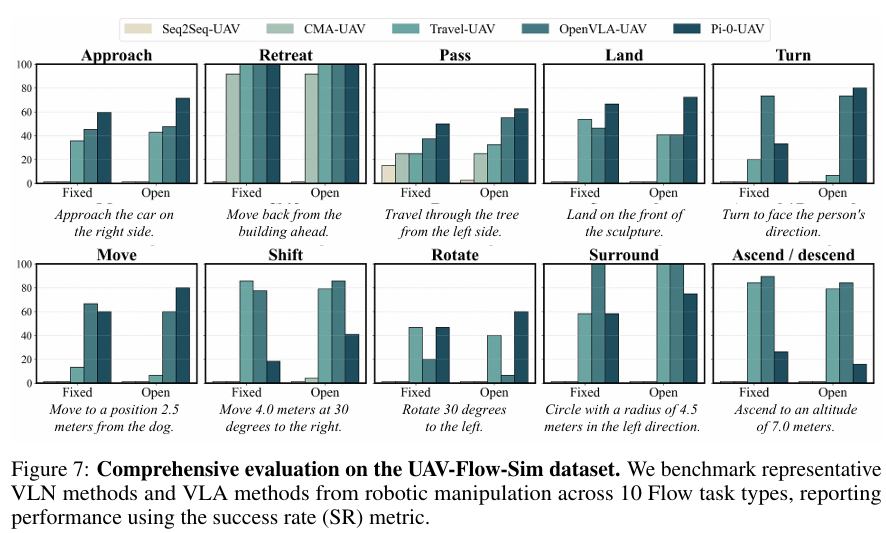 Seq2Seq-UAV CMA-UAV Travel-UAV OpenVLA-UAV Pi-0-UAV
Approach Retreat Pass Land Turn
100
80
60
40
20
0
Fixed Open Fixed Open Fixed Open Fixed Open Fixed Open
Approach the car on Move back from the Travel through the tree Land on the front of Turn to face the person's
the right side. building ahead. from the left side. the sculpture. direction.
Move Shift Rotate Surround Ascend / descend
100
80
60
40
20
0
Fixed Open Fixed Open Fixed Open Fixed Open Fixed Open
Move to a position 2.5 Move 4.0 meters at 30 Rotate 30 degrees Circle with a radius of 4.5 Ascend to an altitude
meters from the dog. degrees to the right. to the left. meters in the left direction. of 7.0 meters.
Figure 7: Comprehensive evaluation on the UAV-Flow-Sim dataset. We benchmark representative
VLN methods and VLA methods from robotic manipulation across 10 Flow task types, reporting
performance using the success rate (SR) metric.